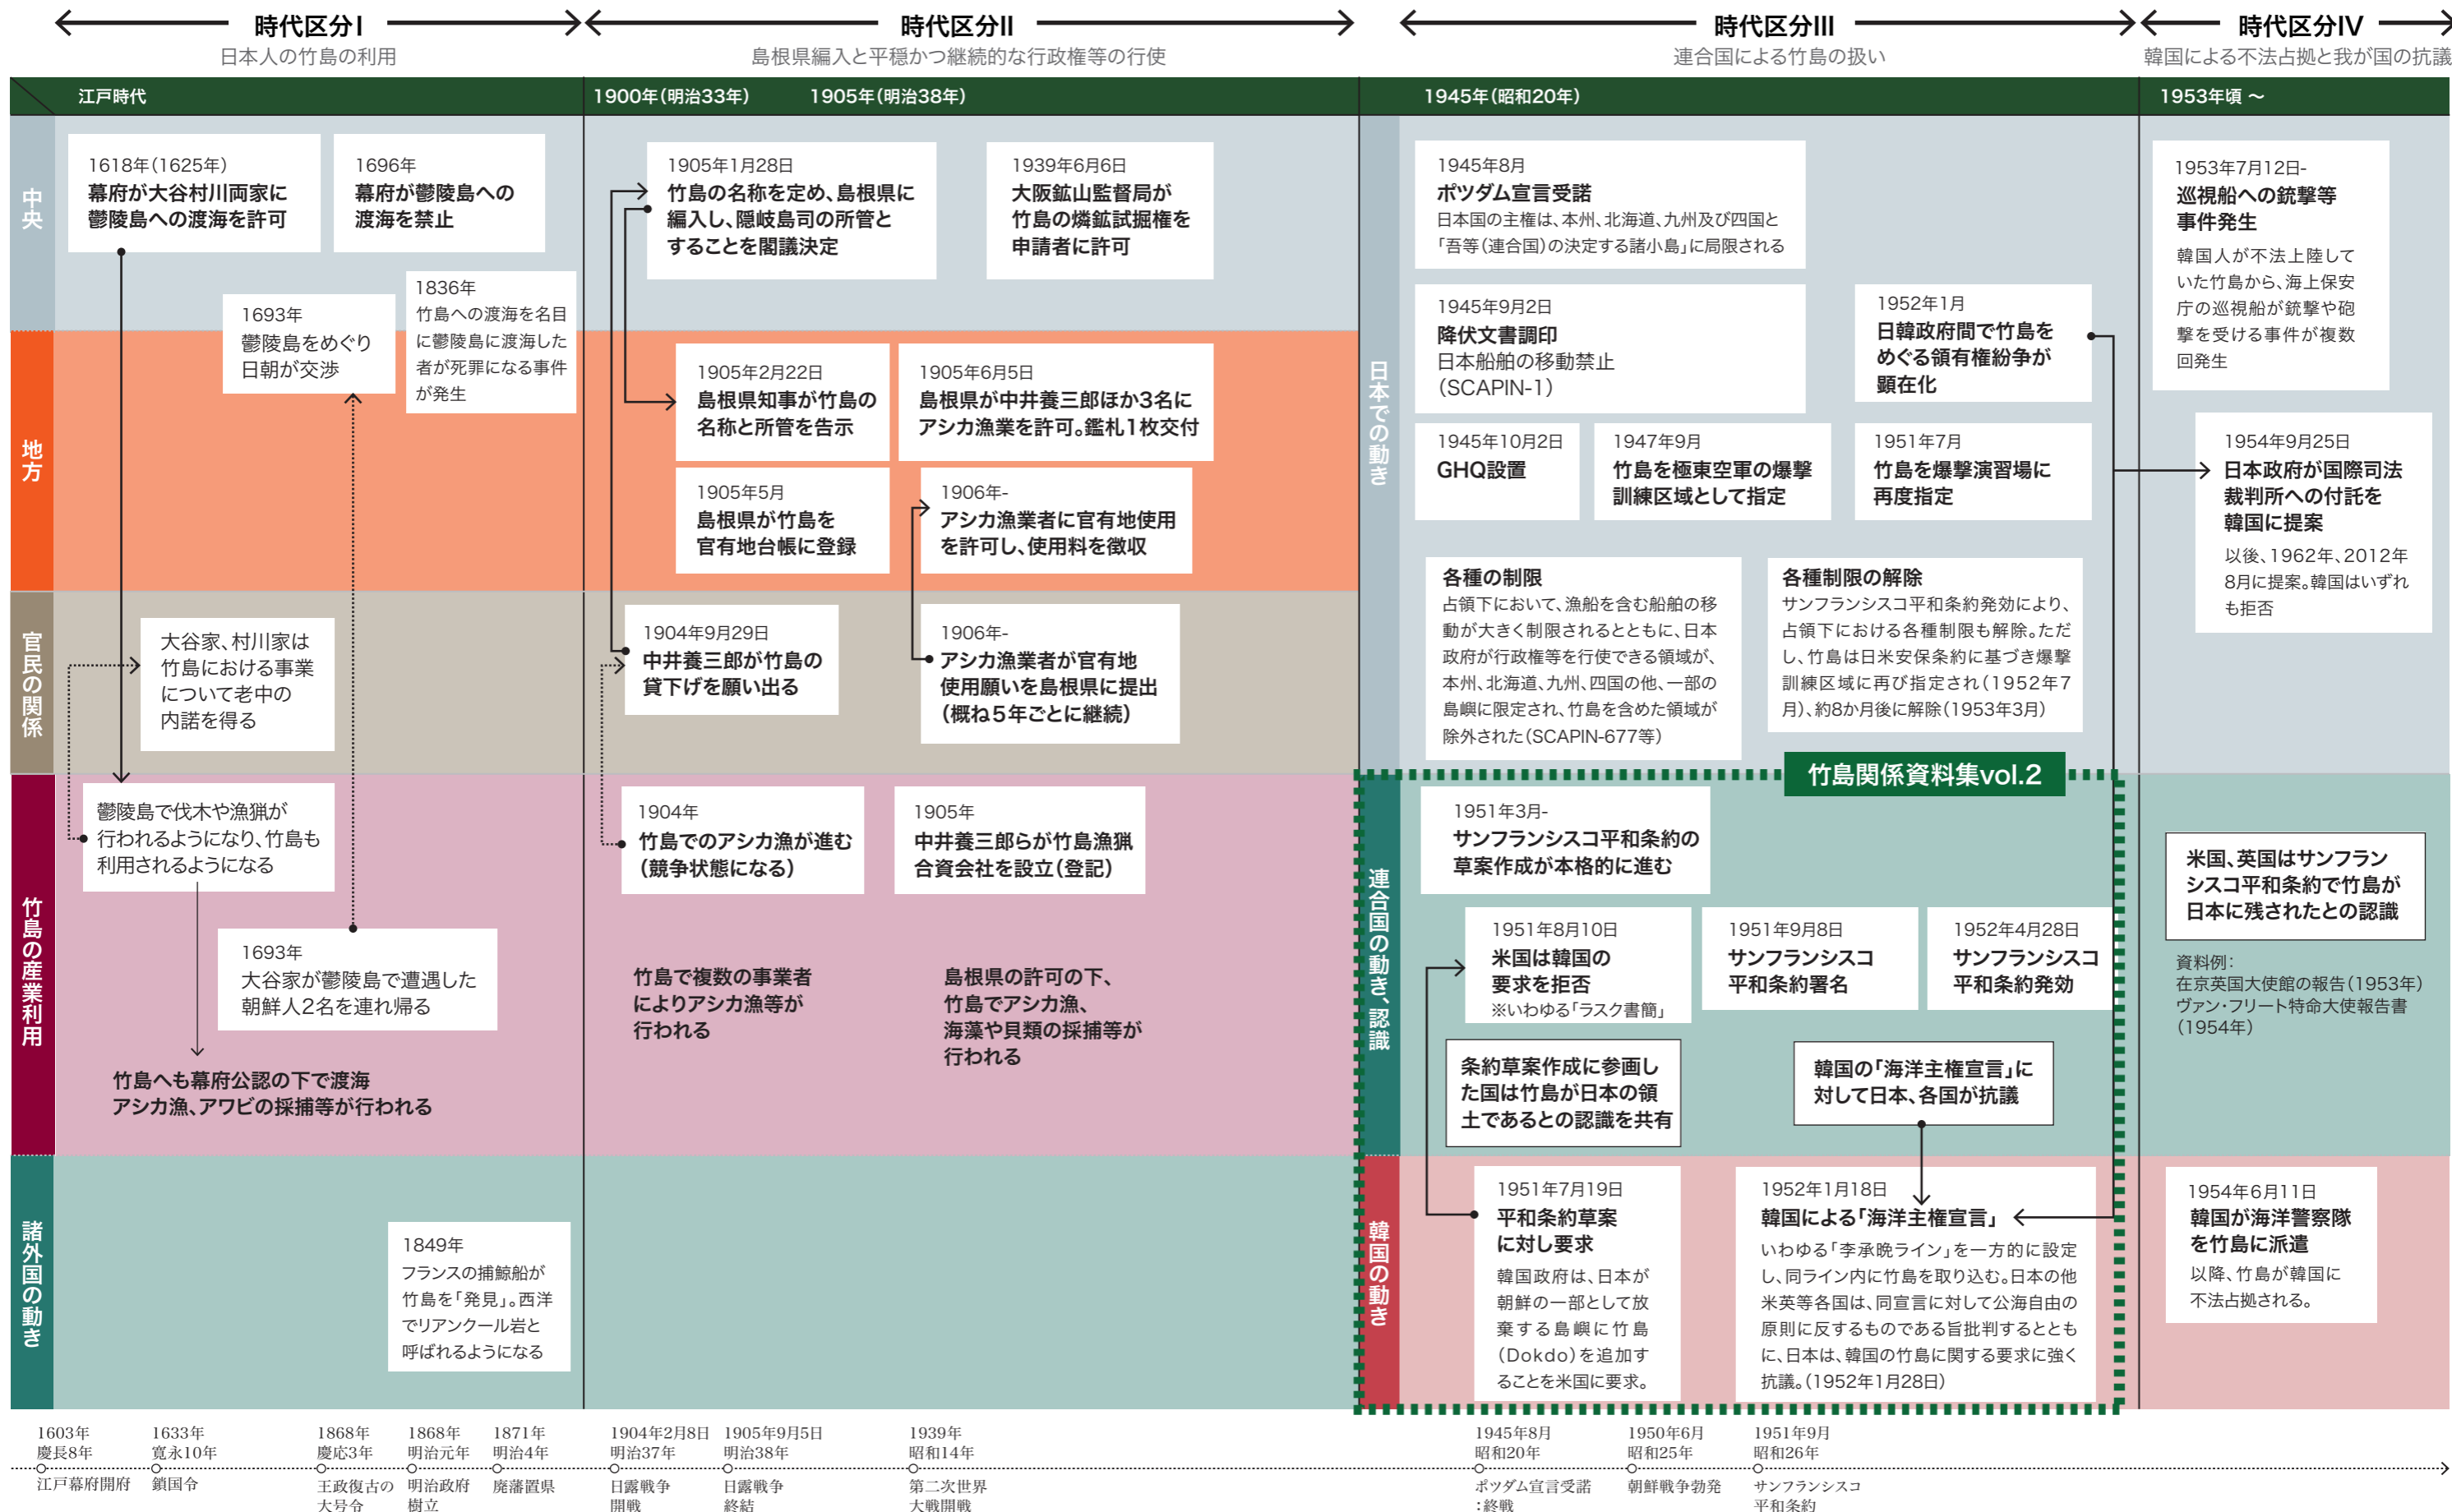 時代区分I
日本人の竹島の利用
時代区分II
島根県編入と平穏かつ継続的な行政権等の行使
時代区分III
連合国による竹島の扱い
時代区分IV
韓国による不法占拠と我が国の抗議
江戸時代
1900年(明治33年)
1905年(明治38年)
1945年(昭和20年)
1953年頃 ～
中央
1618年(1625年)
幕府が大谷村川両家に
鬱陵島への渡海を許可
1696年
幕府が鬱陵島への
渡海を禁止
1693年
鬱陵島をめぐり
日朝が交渉
1836年
竹島への渡海を名目
に鬱陵島に渡海した
者が死罪になる事件
が発生
1905年1月28日
竹島の名称を定め、島根県に
編入し、隠岐島司の所管と
することを閣議決定
1939年6月6日
大阪鉱山監督局が
竹島の燐鉱試掘権を
申請者に許可
地方
1905年2月22日
島根県知事が竹島の
名称と所管を告示
1905年6月5日
島根県が中井養三郎ほか3名に
アシカ漁業を許可。鑑札1枚交付
1905年5月
島根県が竹島を
官有地台帳に登録
1906年-
アシカ漁業者に官有地使用
を許可し、使用料を徴収
官民の関係
大谷家、村川家は
竹島における事業
について老中の
内諾を得る
1904年9月29日
中井養三郎が竹島の
貸下げを願い出る
1906年-
アシカ漁業者が官有地
使用願いを島根県に提出
(概ね5年ごとに継続)
竹島の産業利用
鬱陵島で伐木や漁猟が
行われるようになり、竹島も
利用されるようになる
1693年
大谷家が鬱陵島で遭遇した
朝鮮人2名を連れ帰る
竹島へも幕府公認の下で渡海
アシカ漁、アワビの採捕等が行われる
1904年
竹島でのアシカ漁が進む
(競争状態になる)
1905年
中井養三郎らが竹島漁猟
合資会社を設立(登記)
竹島で複数の事業者
によりアシカ漁等が
行われる
島根県の許可の下、
竹島でアシカ漁、
海藻や貝類の採捕等が
行われる
諸外国の動き
1849年
フランスの捕鯨船が
竹島を「発見」。西洋
でリアンクール岩と
呼ばれるようになる
日本での動き
1945年8月
ポツダム宣言受諾
日本国の主権は、本州、北海道、九州及び四国と
「吾等(連合国)の決定する諸小島」に局限される
1945年9月2日
降伏文書調印
日本船舶の移動禁止
(SCAPIN-1)
1952年1月
日韓政府間で竹島を
めぐる領有権紛争が
顕在化
1945年10月2日
GHQ設置
1947年9月
竹島を極東空軍の爆撃
訓練区域として指定
1951年7月
竹島を爆撃演習場に
再度指定
各種の制限
占領下において、漁船を含む船舶の移
動が大きく制限されるとともに、日本
政府が行政権等を行使できる領域が、
本州、北海道、九州、四国の他、一部の
島嶼に限定され、竹島を含めた領域が
除外された(SCAPIN-677等)
各種制限の解除
サンフランシスコ平和条約発効により、
占領下における各種制限も解除。ただ
し、竹島は日米安保条約に基づき爆撃
訓練区域に再び指定され(1952年7
月)、約8か月後に解除(1953年3月)
竹島関係資料集vol.2
連合国の動き、認識
1951年3月-
サンフランシスコ平和条約の
草案作成が本格的に進む
1951年8月10日
米国は韓国の
要求を拒否
※いわゆる「ラスク書簡」
1951年9月8日
サンフランシスコ
平和条約署名
1952年4月28日
サンフランシスコ
平和条約発効
条約草案作成に参画し
た国は竹島が日本の領
土であるとの認識を共有
韓国の「海洋主権宣言」に
対して日本、各国が抗議
韓国の動き
1951年7月19日
平和条約草案
に対し要求
韓国政府は、日本が
朝鮮の一部として放
棄する島嶼に竹島
(Dokdo)を追加す
ることを米国に要求。
1952年1月18日
韓国による「海洋主権宣言」
いわゆる「李承晩ライン」を一方的に設定
し、同ライン内に竹島を取り込む。日本の他
米英等各国は、同宣言に対して公海自由の
原則に反するものである旨批判するととも
に、日本は、韓国の竹島に関する要求に強く
抗議。(1952年1月28日)
1953年7月12日-
巡視船への銃撃等
事件発生
韓国人が不法上陸して
いた竹島から、海上保安
庁の巡視船が銃撃や砲
撃を受ける事件が複数
回発生
1954年9月25日
日本政府が国際司法
裁判所への付託を
韓国に提案
以後、1962年、2012年
8月に提案。韓国はいずれ
も拒否
米国、英国はサンフラン
シスコ平和条約で竹島が
日本に残されたとの認識
資料例:
在京英国大使館の報告(1953年)
ヴァン・フリート特命大使報告書
(1954年)
1954年6月11日
韓国が海洋警察隊
を竹島に派遣
以降、竹島が韓国に
不法占拠される。
1603年
慶長8年
江戸幕府開府
1633年
寛永10年
鎖国令
1868年
慶応3年
王政復古の
大号令
1868年
明治元年
明治政府
樹立
1871年
明治4年
廃藩置県
1904年2月8日
明治37年
日露戦争
開戦
1905年9月5日
明治38年
日露戦争
終結
1939年
昭和14年
第二次世界
大戦開戦
1945年8月
昭和20年
ポツダム宣言受諾
:終戦
1950年6月
昭和25年
朝鮮戦争勃発
1951年9月
昭和26年
サンフランシスコ
平和条約